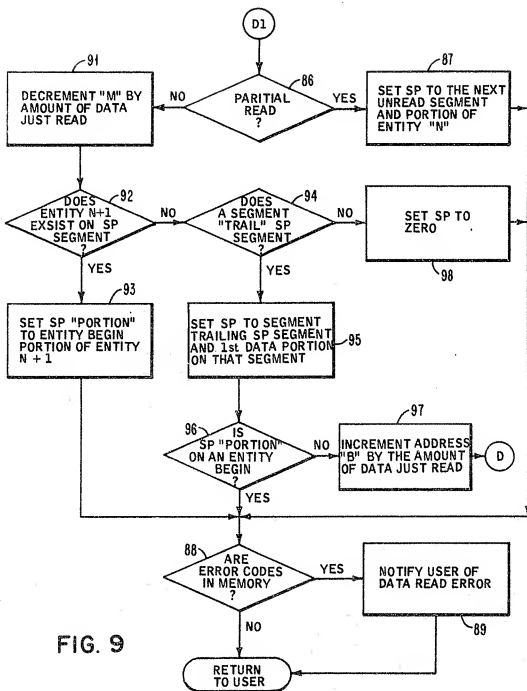 D1
91
DECREMENT "M" BY
AMOUNT OF DATA
JUST READ
NO
86
PARITIAL
READ
?
YES
87
SET SP TO THE NEXT
UNREAD SEGMENT
AND PORTION OF
ENTITY "N"
92
DOES
ENTITY N+1
EXSIST ON SP
SEGMENT
?
NO
YES
94
DOES
A SEGMENT
"TRAIL" SP
SEGMENT
?
NO
YES
SET SP TO
ZERO
98
93
SET SP "PORTION"
TO ENTITY BEGIN
PORTION OF ENTITY
N + 1
SET SP TO SEGMENT
TRAILING SP SEGMENT
AND 1st DATA PORTION
ON THAT SEGMENT
95
96
IS
SP "PORTION"
ON AN ENTITY
BEGIN
?
NO
YES
97
INCREMENT ADDRESS
"B" BY THE AMOUNT
OF DATA JUST READ
D
88
ARE
ERROR CODES
IN MEMORY
?
YES
NO
NOTIFY USER OF
DATA READ ERROR
89
FIG. 9
RETURN
TO USER